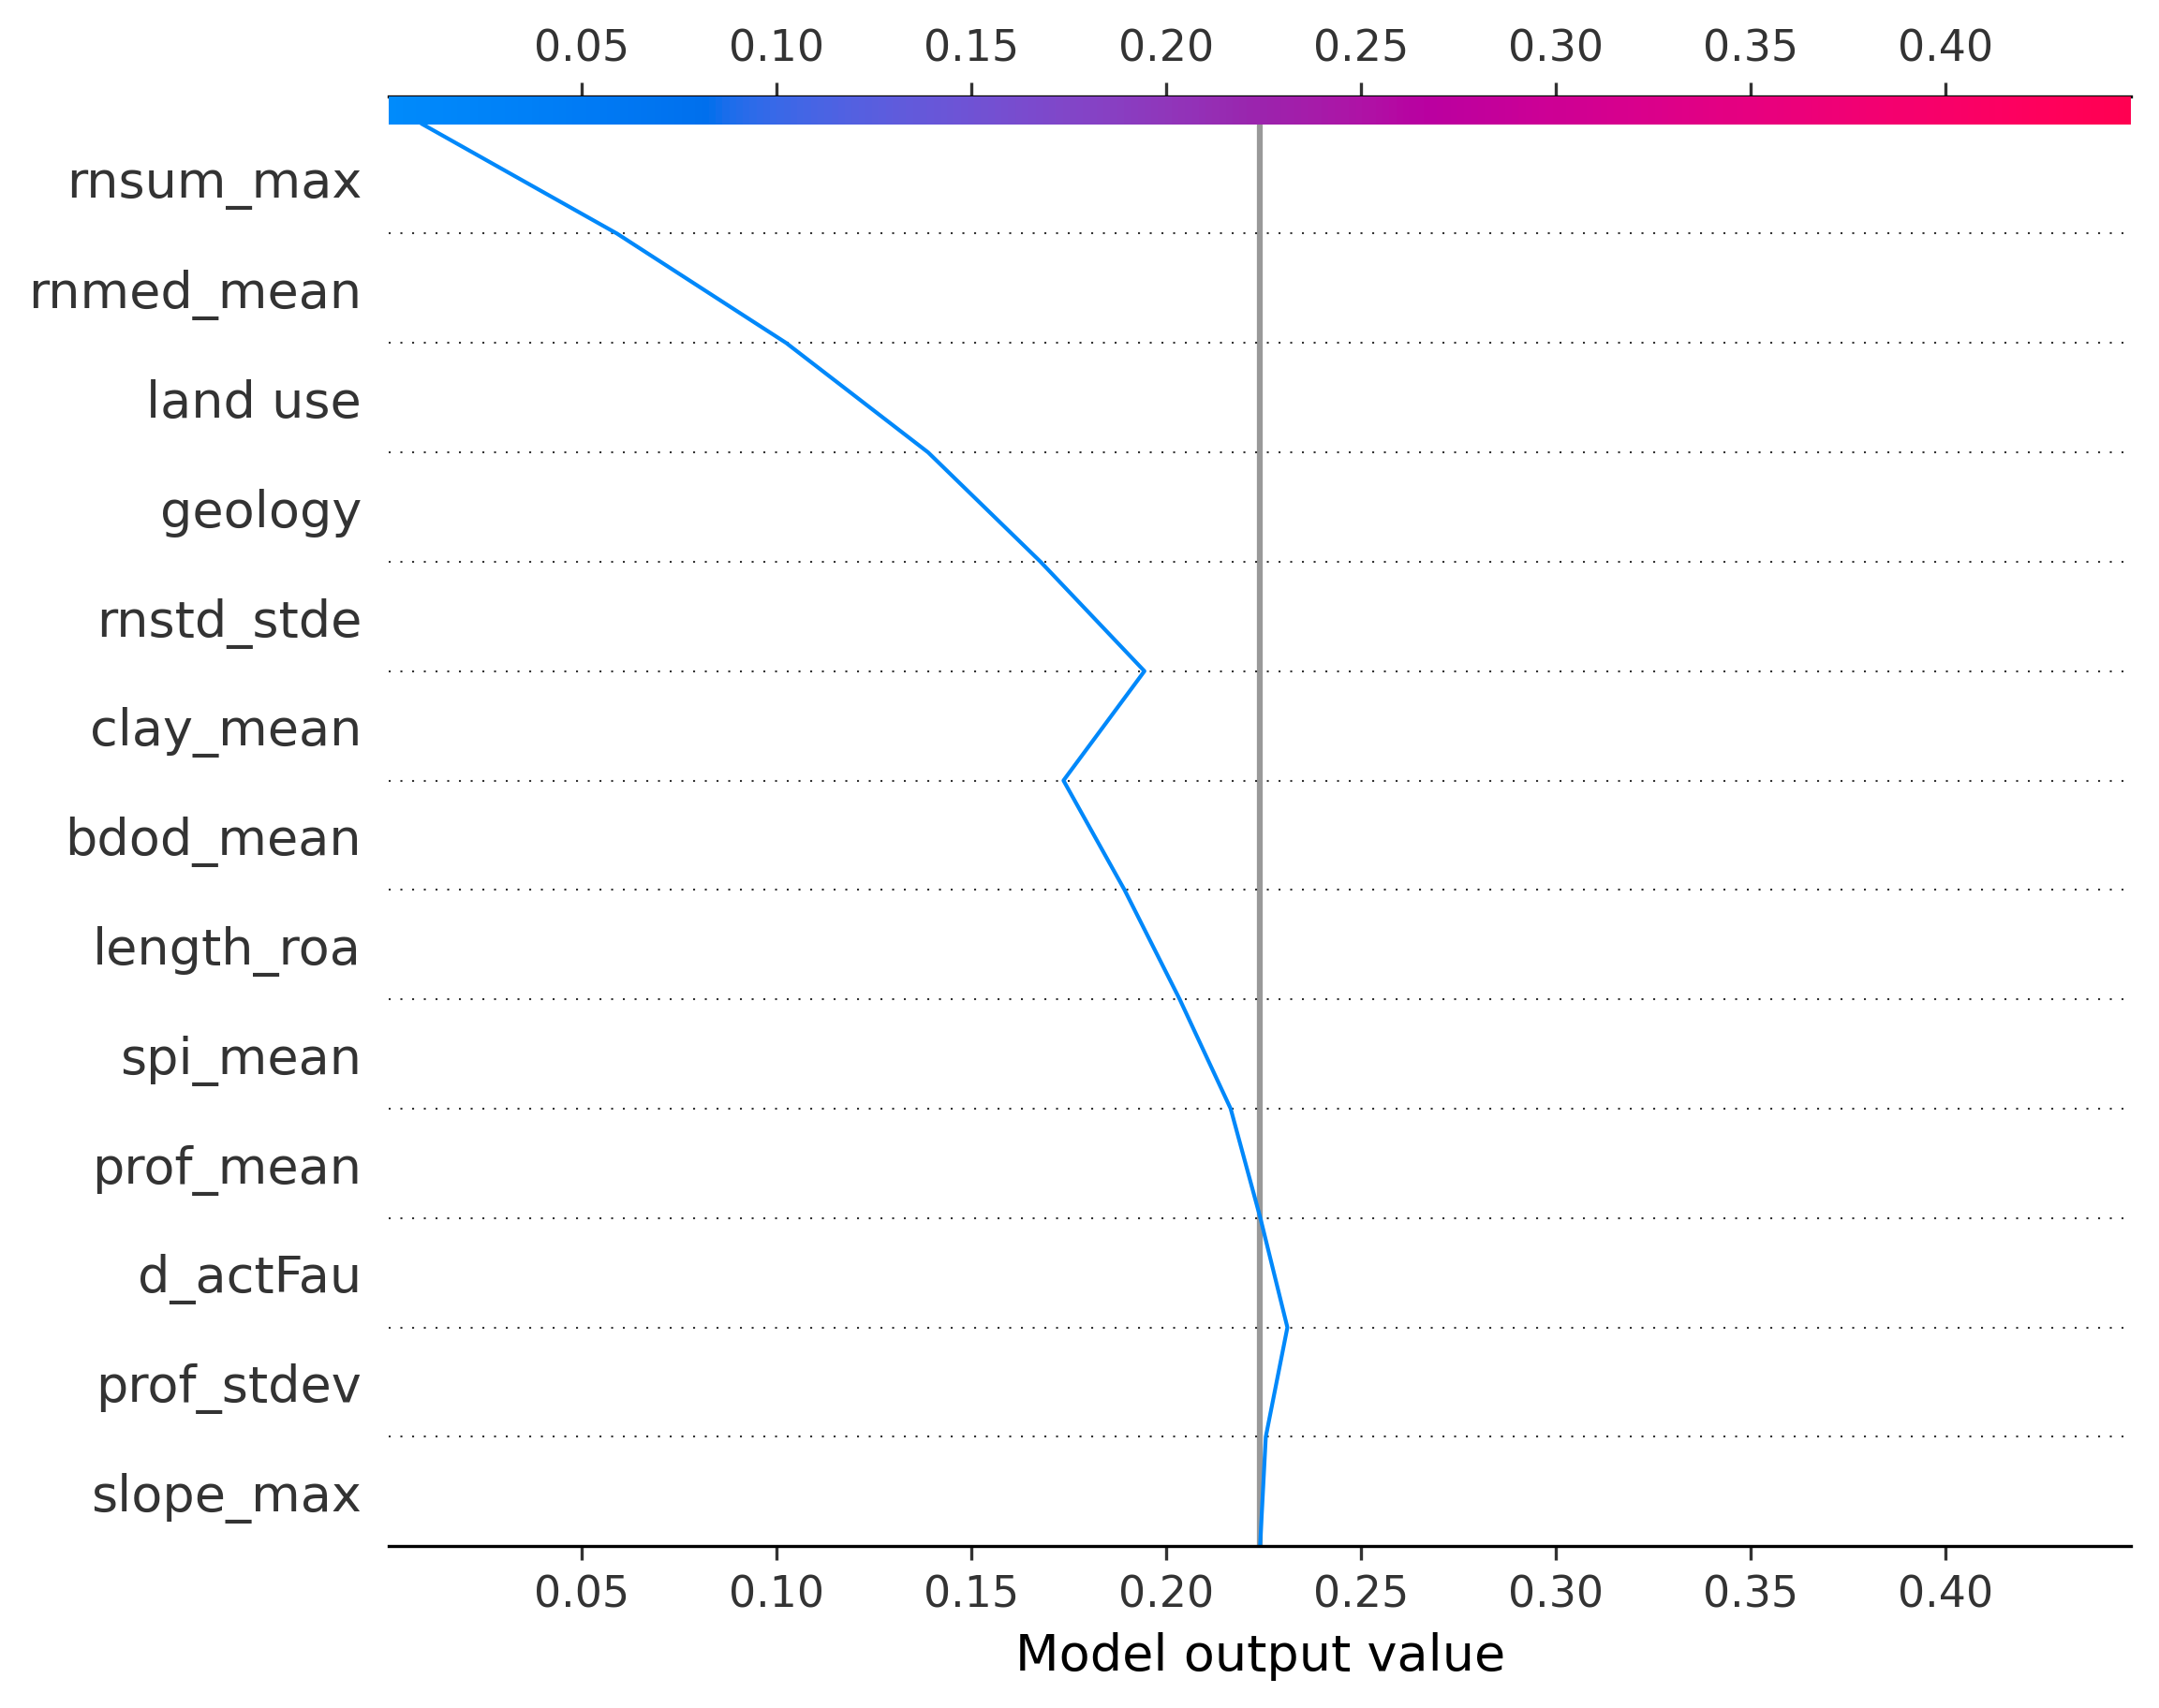 0.05 0.10 0.15 0.20 0.25 0.30 0.35 0.40
rnsum_max
rnmed_mean
land use
geology
rnstd_stde
clay_mean
bdod_mean
length_roa
spi_mean
prof_mean
d_actFau
prof_stdev
slope_max
0.05 0.10 0.15 0.20 0.25 0.30 0.35 0.40
Model output value